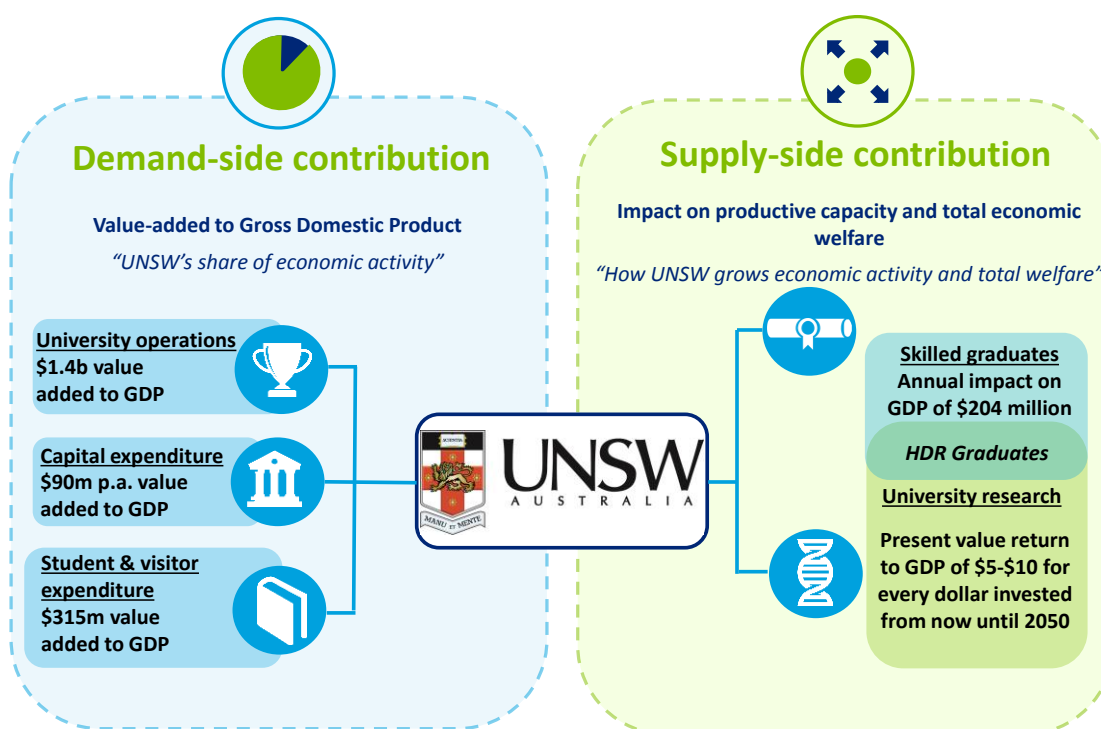 Demand-side contribution
Value-added to Gross Domestic Product
“UNSW’s share of economic activity”
University operations
$1.4b value
added to GDP
Capital expenditure
$90m p.a. value
added to GDP
Student & visitor
expenditure
$315m value
added to GDP
SCIENTIA
MANU ET MENTE
UNSW
AUSTRALIA
Supply-side contribution
Impact on productive capacity and total economic
welfare
“How UNSW grows economic activity and total welfare”
Skilled graduates
Annual impact on
GDP of $204 million
HDR Graduates
University research
Present value return
to GDP of $5-$10 for
every dollar invested
from now until 2050